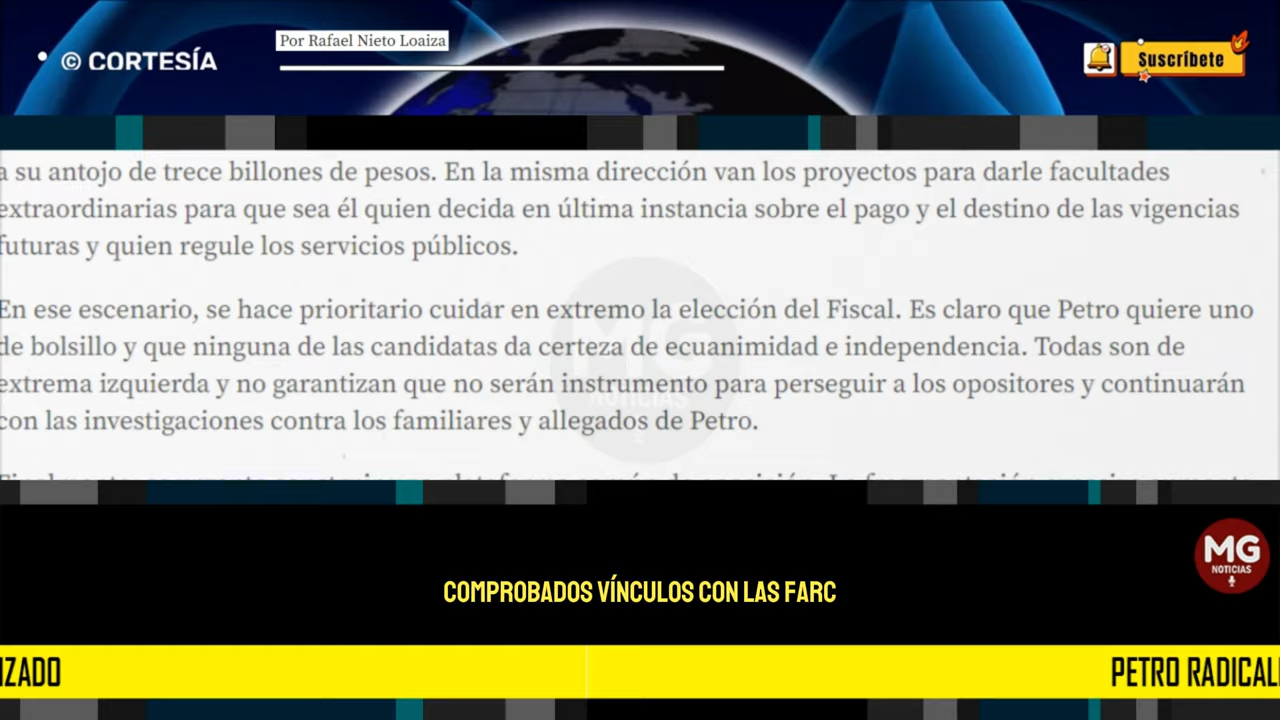 © CORTESÍA
Por Rafael Nieto Loaiza
Suscríbete
a su antojo de trece billones de pesos. En la misma dirección van los proyectos para darle facultades
extraordinarias para que sea él quien decida en última instancia sobre el pago y el destino de las vigencias
futuras y quien regule los servicios públicos.
En ese escenario, se hace prioritario cuidar en extremo la elección del Fiscal. Es claro que Petro quiere uno
de bolsillo y que ninguna de las candidatas da certeza de ecuanimidad e independencia. Todas son de
extrema izquierda y no garantizan que no serán instrumento para perseguir a los opositores y continuarán
con las investigaciones contra los familiares y allegados de Petro.
MG
NOTICIAS
MG
NOTICIAS
COMPROBADOS VÍNCULOS CON LAS FARC
IZADO
PETRO RADICALI